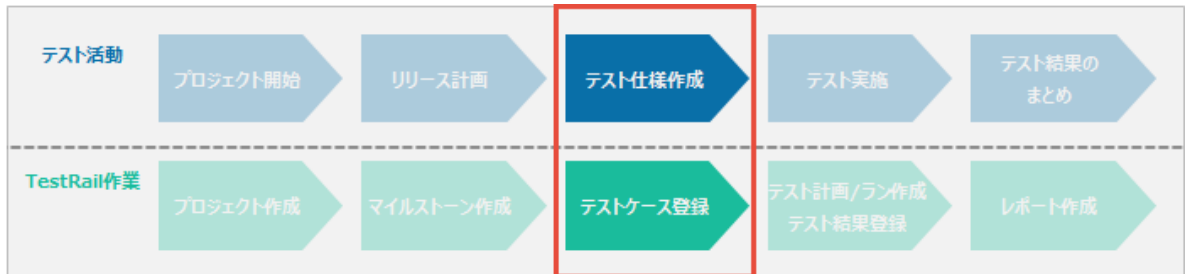 テスト活動
プロジェクト開始
リリース計画
テスト仕様作成
テスト実施
テスト結果の
まとめ
TestRail作業
プロジェクト作成
マイルストーン作成
テストケース登録
テスト計画/ラン作成
テスト結果登録
レポート作成